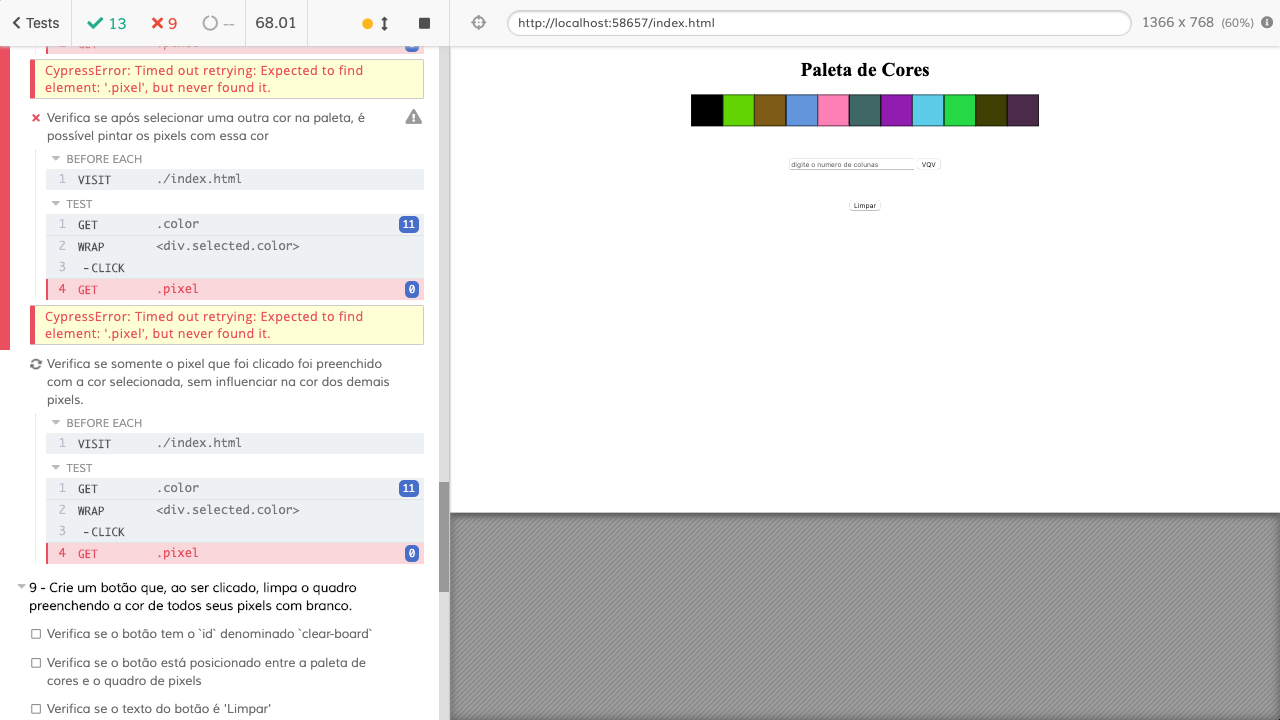 Tests 13 9 -- 68.01 http://localhost:58657/index.html 1366 x 768 (60%)
CypressError: Timed out retrying: Expected to find
element: '.pixel', but never found it.
Verifica se após selecionar uma outra cor na paleta, é
possível pintar os pixels com essa cor
BEFORE EACH
1 VISIT ./index.html
TEST
1 GET .color 11
2 WRAP <div.selected.color>
3 -CLICK
4 GET .pixel 0
CypressError: Timed out retrying: Expected to find
element: '.pixel', but never found it.
Verifica se somente o pixel que foi clicado foi preenchido
com a cor selecionada, sem influenciar na cor dos demais
pixels.
BEFORE EACH
1 VISIT ./index.html
TEST
1 GET .color 11
2 WRAP <div.selected.color>
3 -CLICK
4 GET .pixel 0
9 - Crie um botão que, ao ser clicado, limpa o quadro
preenchendo a cor de todos seus pixels com branco.
Verifica se o botão tem o `id` denominado `clear-board`
Verifica se o botão está posicionado entre a paleta de
cores e o quadro de pixels
Verifica se o texto do botão é 'Limpar'
Paleta de Cores
digite o numero de colunas VQV
Limpar